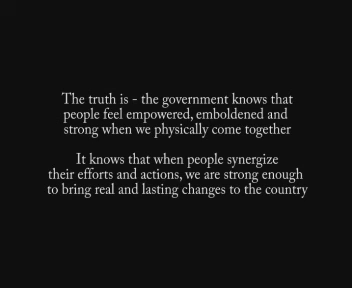 The truth is - the government knows that
people feel empowered, emboldened and
strong when we physically come together
It knows that when people synergize
their efforts and actions, we are strong enough
to bring real and lasting changes to the country